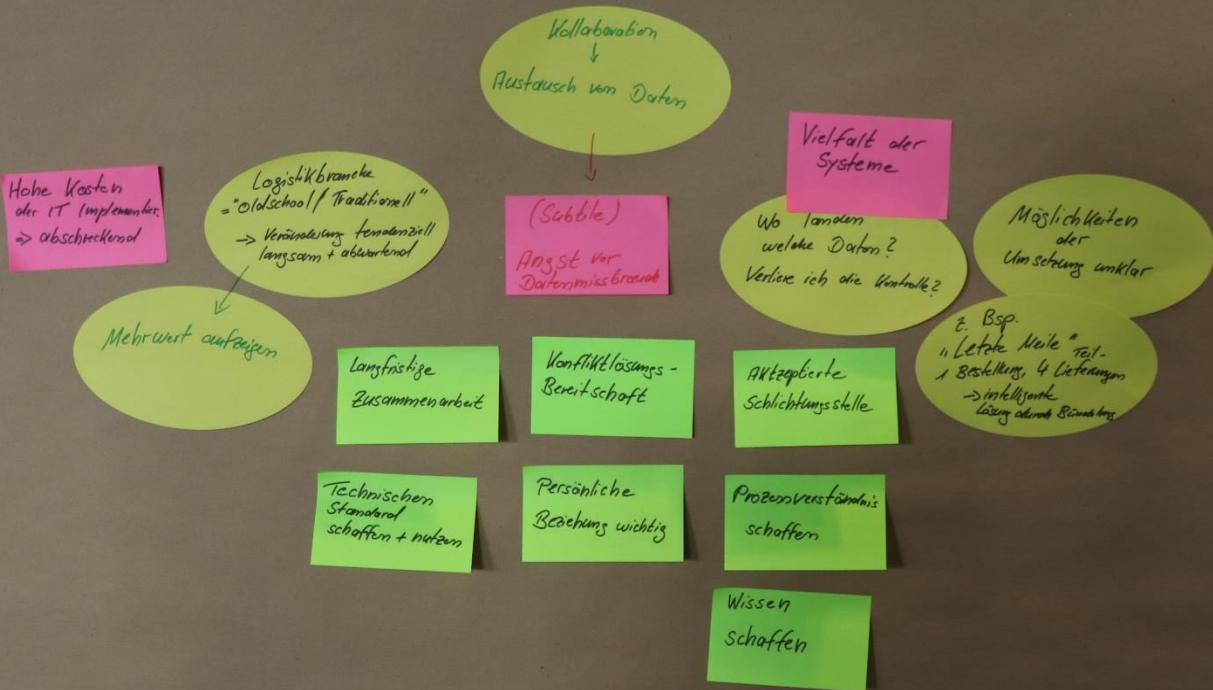 Kollaboration
↓
Austausch von Daten
Hohe Kosten
der IT Implementier.
=> abschreckend
Logistikbranche
= "Oldschool / Traditionell"
-> Veränderung tendenziell
langsam + abwartend
Mehrwert aufzeigen
(Subtile)
Angst vor
Datenmissbrauch
Vielfalt der
Systeme
Wo landen
welche Daten?
Verliere ich die Kontrolle?
Möglichkeiten
der
Umsetzung unklar
z. Bsp.
"Letzte Meile" Teil-
1 Bestellung, 4 Lieferungen
-> intelligente
Lösung durch Bündelung
Langfristige
Zusammenarbeit
Konfliktlösungs-
Bereitschaft
Akzeptierte
Schlichtungsstelle
Technischen
Standard
schaffen + nutzen
Persönliche
Beziehung wichtig
Prozessverständnis
schaffen
Wissen
schaffen